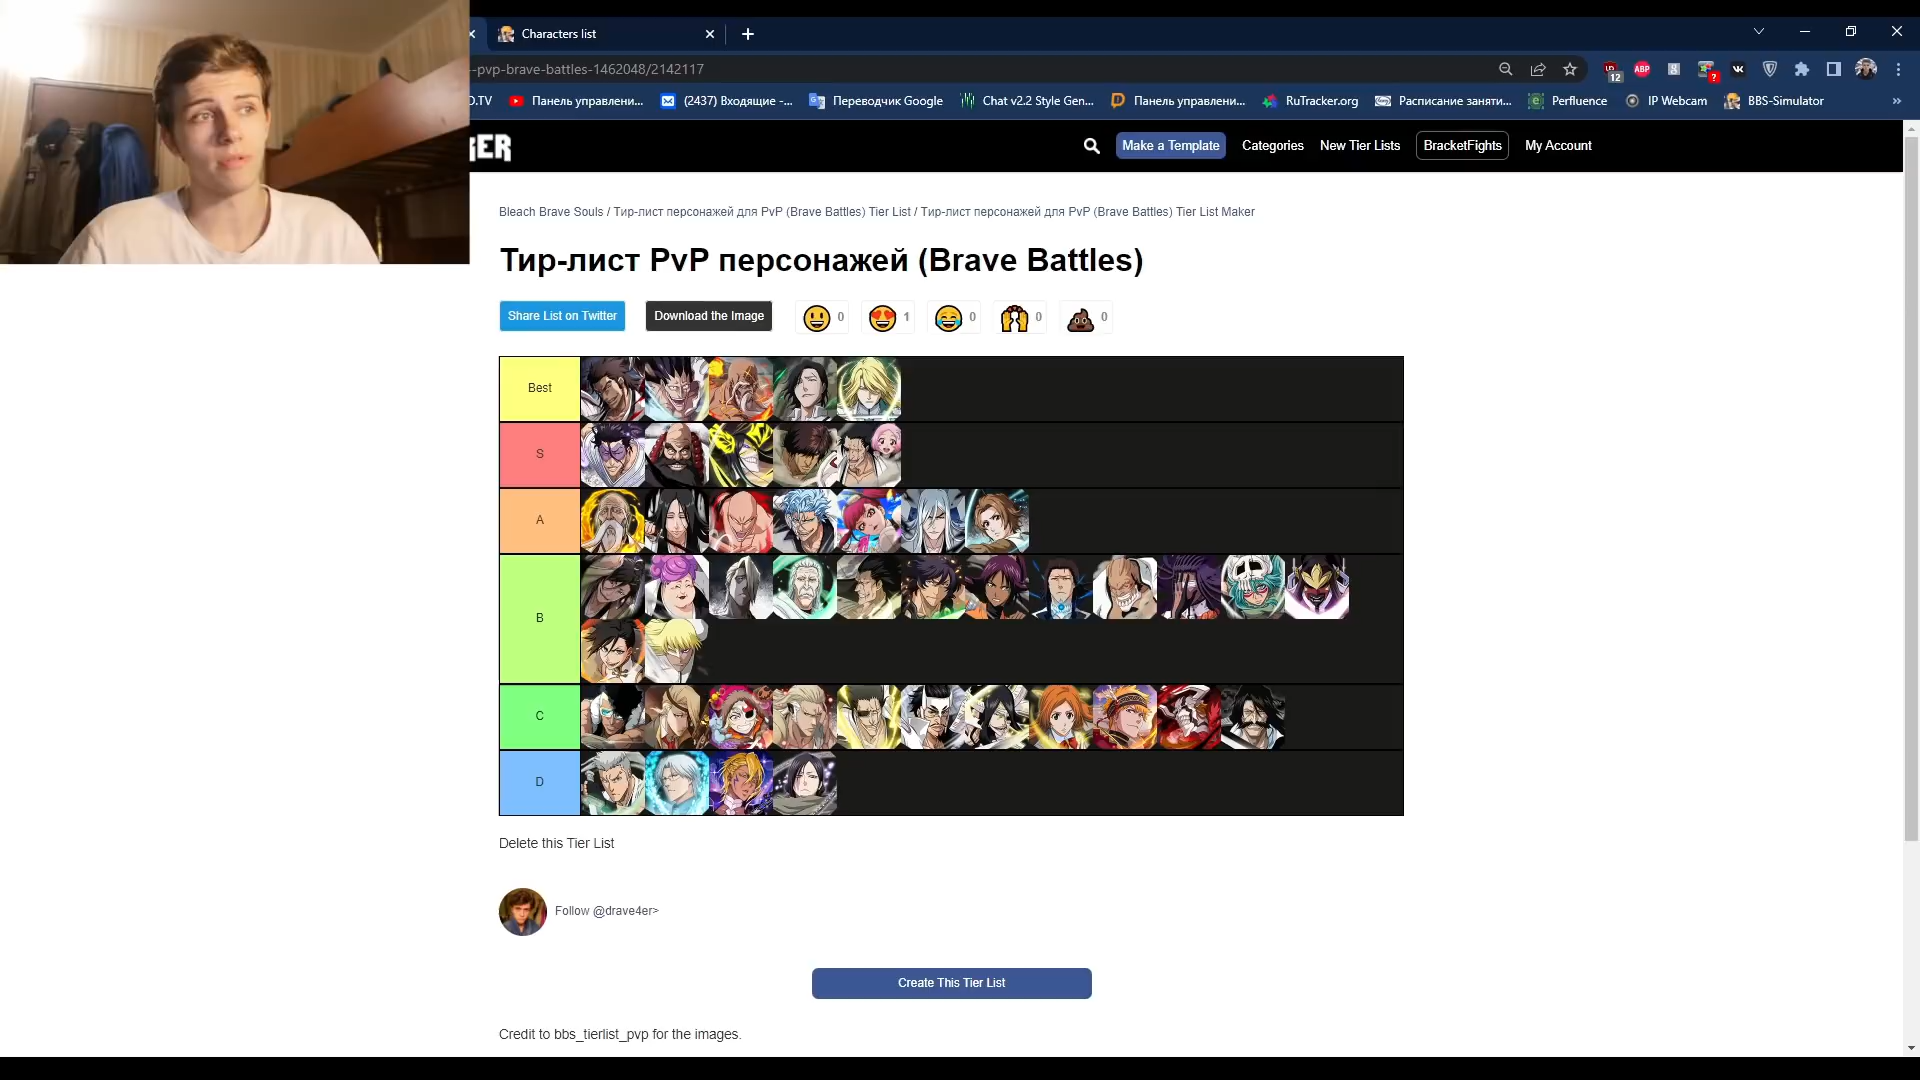 Characters list
-pvp-brave-battles-1462048/2142117
12
ABP
?
D.TV
Панель управлени...
(2437) Входящие -...
Переводчик Google
Chat v2.2 Style Gen...
Панель управлени...
RuTracker.org
Расписание заняти...
Perfluence
IP Webcam
BBS-Simulator
»
KER
Make a Template
Categories
New Tier Lists
BracketFights
My Account
Bleach Brave Souls / Тир-лист персонажей для PvP (Brave Battles) Tier List / Тир-лист персонажей для PvP (Brave Battles) Tier List Maker
Тир-лист PvP персонажей (Brave Battles)
Share List on Twitter
Download the Image
0
1
0
0
0
Best
S
A
B
C
D
Delete this Tier List
Follow @drave4er>
Create This Tier List
Credit to bbs_tierlist_pvp for the images.